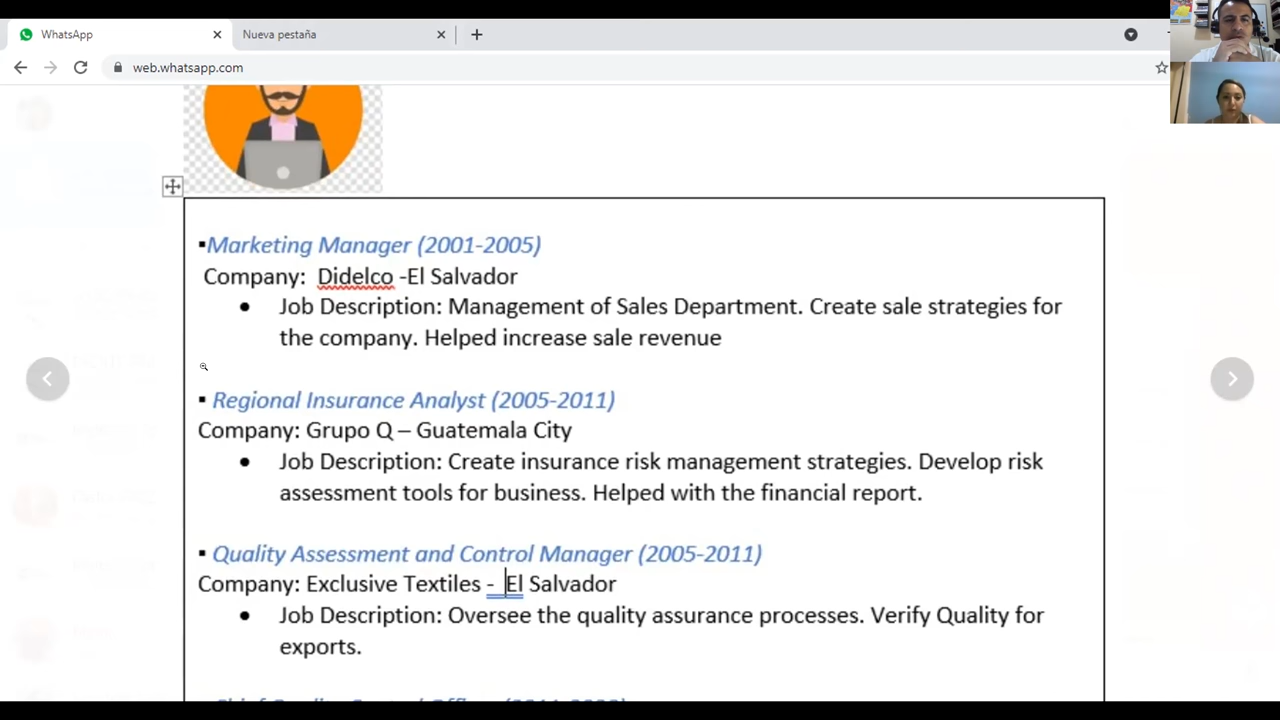 WhatsApp
Nueva pestaña
web.whatsapp.com
▪Marketing Manager (2001-2005)
Company: Didelco -El Salvador
• Job Description: Management of Sales Department. Create sale strategies for
the company. Helped increase sale revenue
▪ Regional Insurance Analyst (2005-2011)
Company: Grupo Q – Guatemala City
• Job Description: Create insurance risk management strategies. Develop risk
assessment tools for business. Helped with the financial report.
▪ Quality Assessment and Control Manager (2005-2011)
Company: Exclusive Textiles - El Salvador
• Job Description: Oversee the quality assurance processes. Verify Quality for
exports.